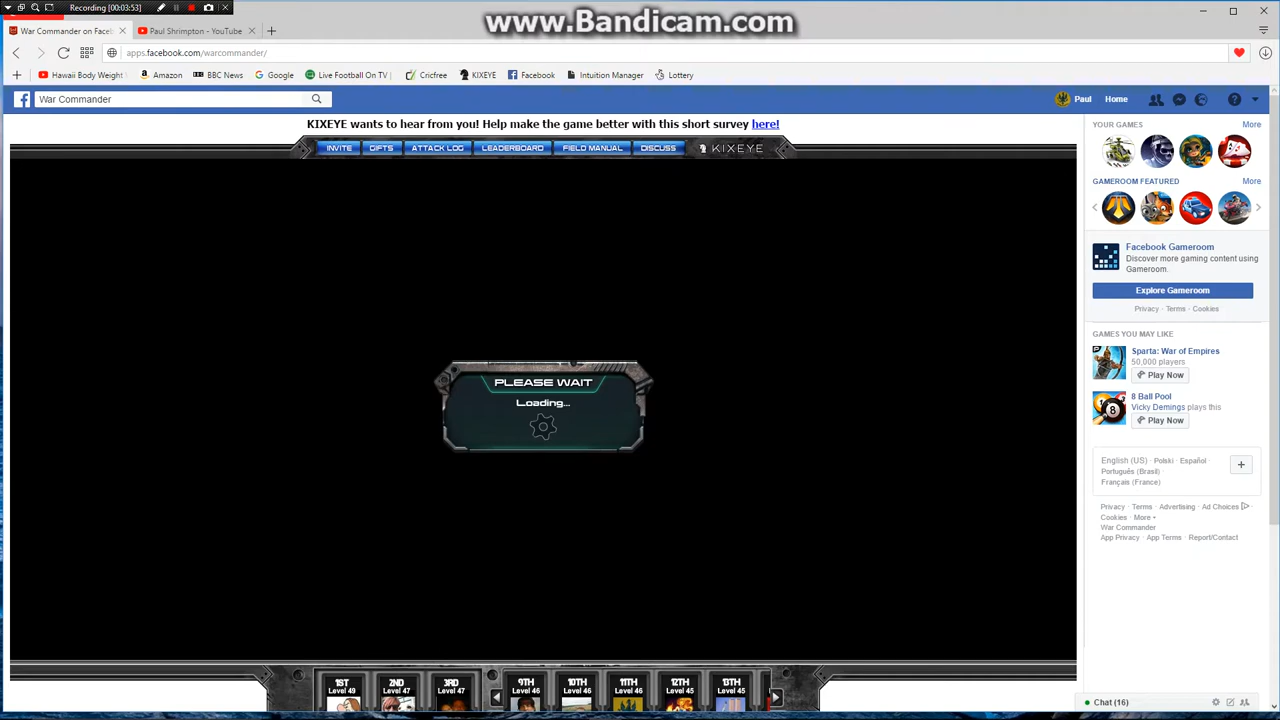 Recording [00:03:53]
www.Bandicam.com
War Commander on Faceb
Paul Shrimpton - YouTube
apps.facebook.com/warcommander/
Hawaii Body Weight
Amazon
BBC News
Google
Live Football On TV
Cricfree
KIXEYE
Facebook
Intuition Manager
Lottery
War Commander
Paul
Home
KIXEYE wants to hear from you! Help make the game better with this short survey here!
INVITE
GIFTS
ATTACK LOG
LEADERBOARD
FIELD MANUAL
DISCUSS
KIXEYE
PLEASE WAIT
Loading...
YOUR GAMES
More
GAMEROOM FEATURED
More
Facebook Gameroom
Discover more gaming content using
Gameroom.
Explore Gameroom
Privacy · Terms · Cookies
GAMES YOU MAY LIKE
Sparta: War of Empires
50,000 players
Play Now
8 Ball Pool
Vicky Demings plays this
Play Now
English (US) · Polski · Español ·
Português (Brasil) ·
Français (France)
Privacy · Terms · Advertising · Ad Choices ·
Cookies · More
War Commander
App Privacy · App Terms · Report/Contact
1ST
Level 49
2ND
Level 47
3RD
Level 47
9TH
Level 46
10TH
Level 46
11TH
Level 46
12TH
Level 45
13TH
Level 45
Chat (16)